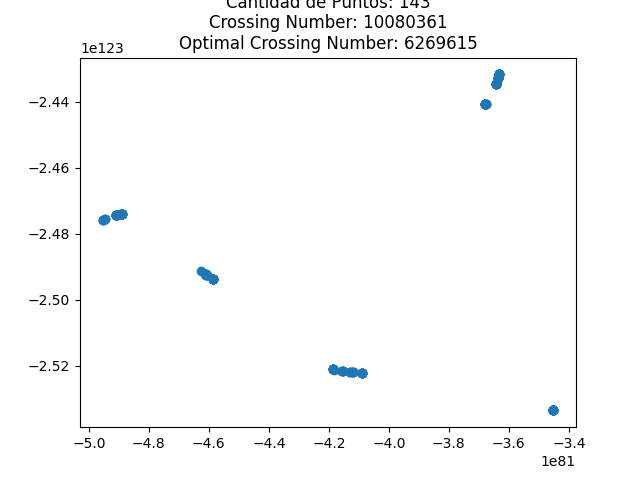 Cantidad de Puntos: 143
Crossing Number: 10080361
Optimal Crossing Number: 6269615
1e123
−2.44
−2.46
−2.48
−2.50
−2.52
−5.0 −4.8 −4.6 −4.4 −4.2 −4.0 −3.8 −3.6 −3.4
1e81